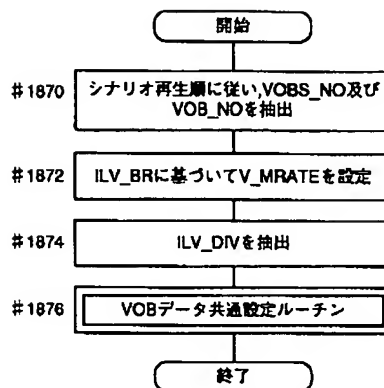 開始
#1870
シナリオ再生順に従い,VOBS_NO及び
VOB_NOを抽出
#1872
ILV_BRに基づいてV_MRATEを設定
#1874
ILV_DIVを抽出
#1876
VOBデータ共通設定ルーチン
終了